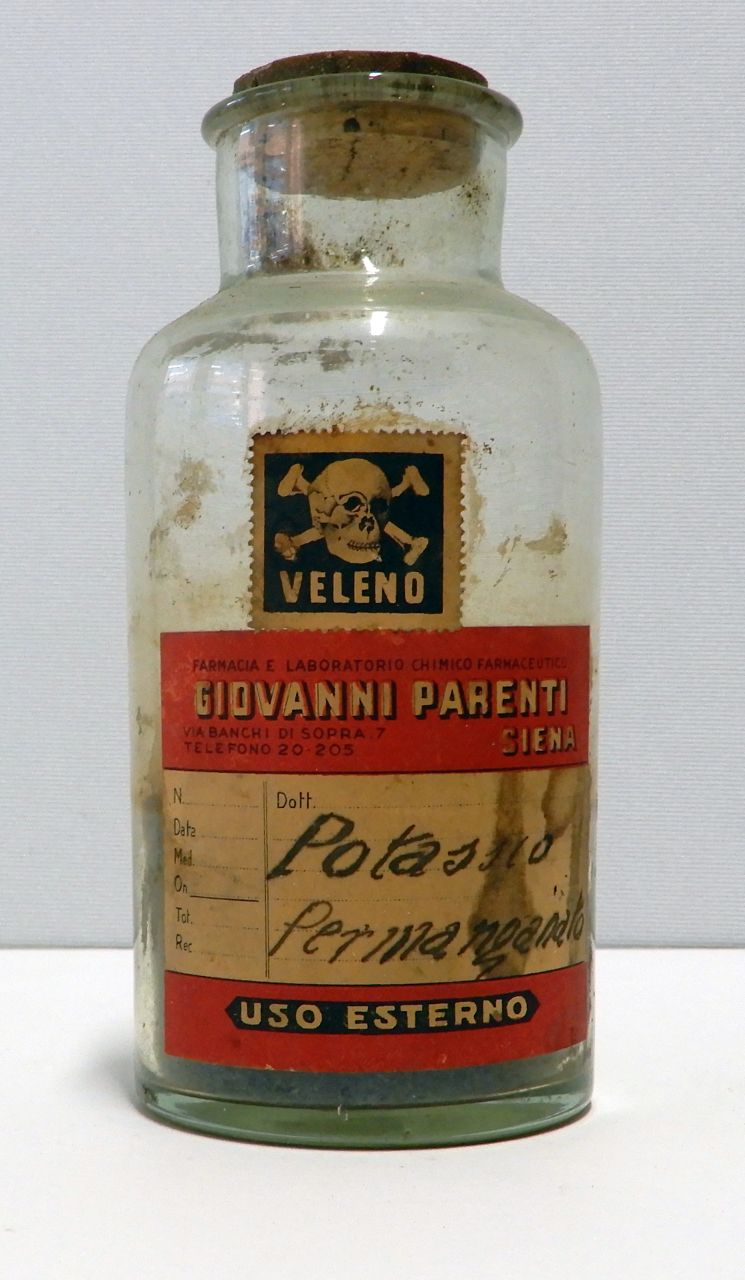 VELENO
FARMACIA E LABORATORIO CHIMICO FARMACEUTICO
GIOVANNI PARENTI
VIA BANCHI DI SOPRA. 7
TELEFONO 20-205
SIENA
N.
Data
Med.
On
Tot.
Rec
Dott.
Potassio
Permanganato
USO ESTERNO